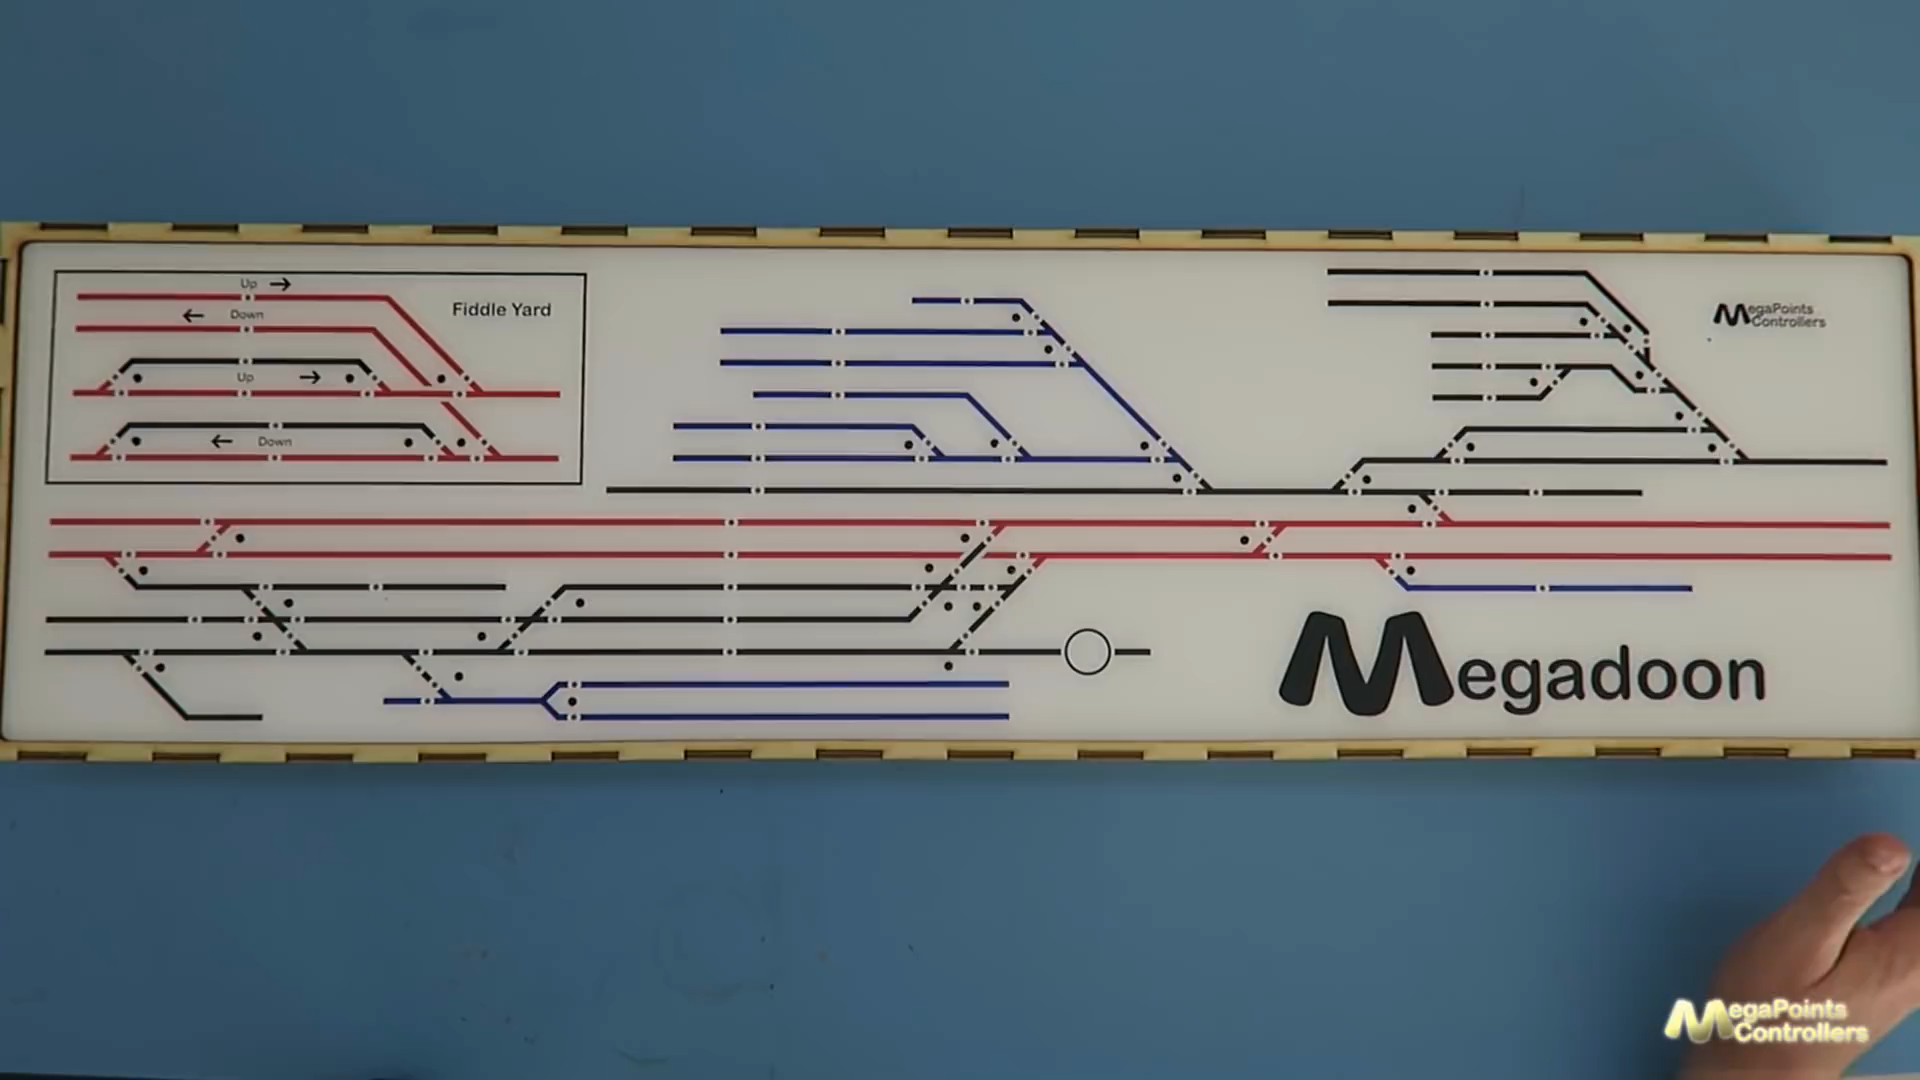 Up
Down
Fiddle Yard
Up
Down
MegaPoints
Controllers
Megadoon
MegaPoints
Controllers